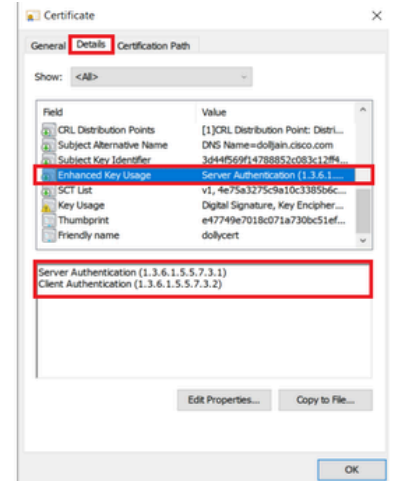 Certificate
General Details Certification Path
Show: <All>
Field Value
CRL Distribution Points [1]CRL Distribution Point: Distri...
Subject Alternative Name DNS Name=dolljain.cisco.com
Subject Key Identifier 3d44f569f14788852c083c12ff4...
Enhanced Key Usage Server Authentication (1.3.6.1....
SCT List v1, 4e75a3275c9a10c3385b6c...
Key Usage Digital Signature, Key Encipher...
Thumbprint e47749e7018c071a730bc51ef...
Friendly name dollycert
Server Authentication (1.3.6.1.5.5.7.3.1)
Client Authentication (1.3.6.1.5.5.7.3.2)
Edit Properties... Copy to File...
OK